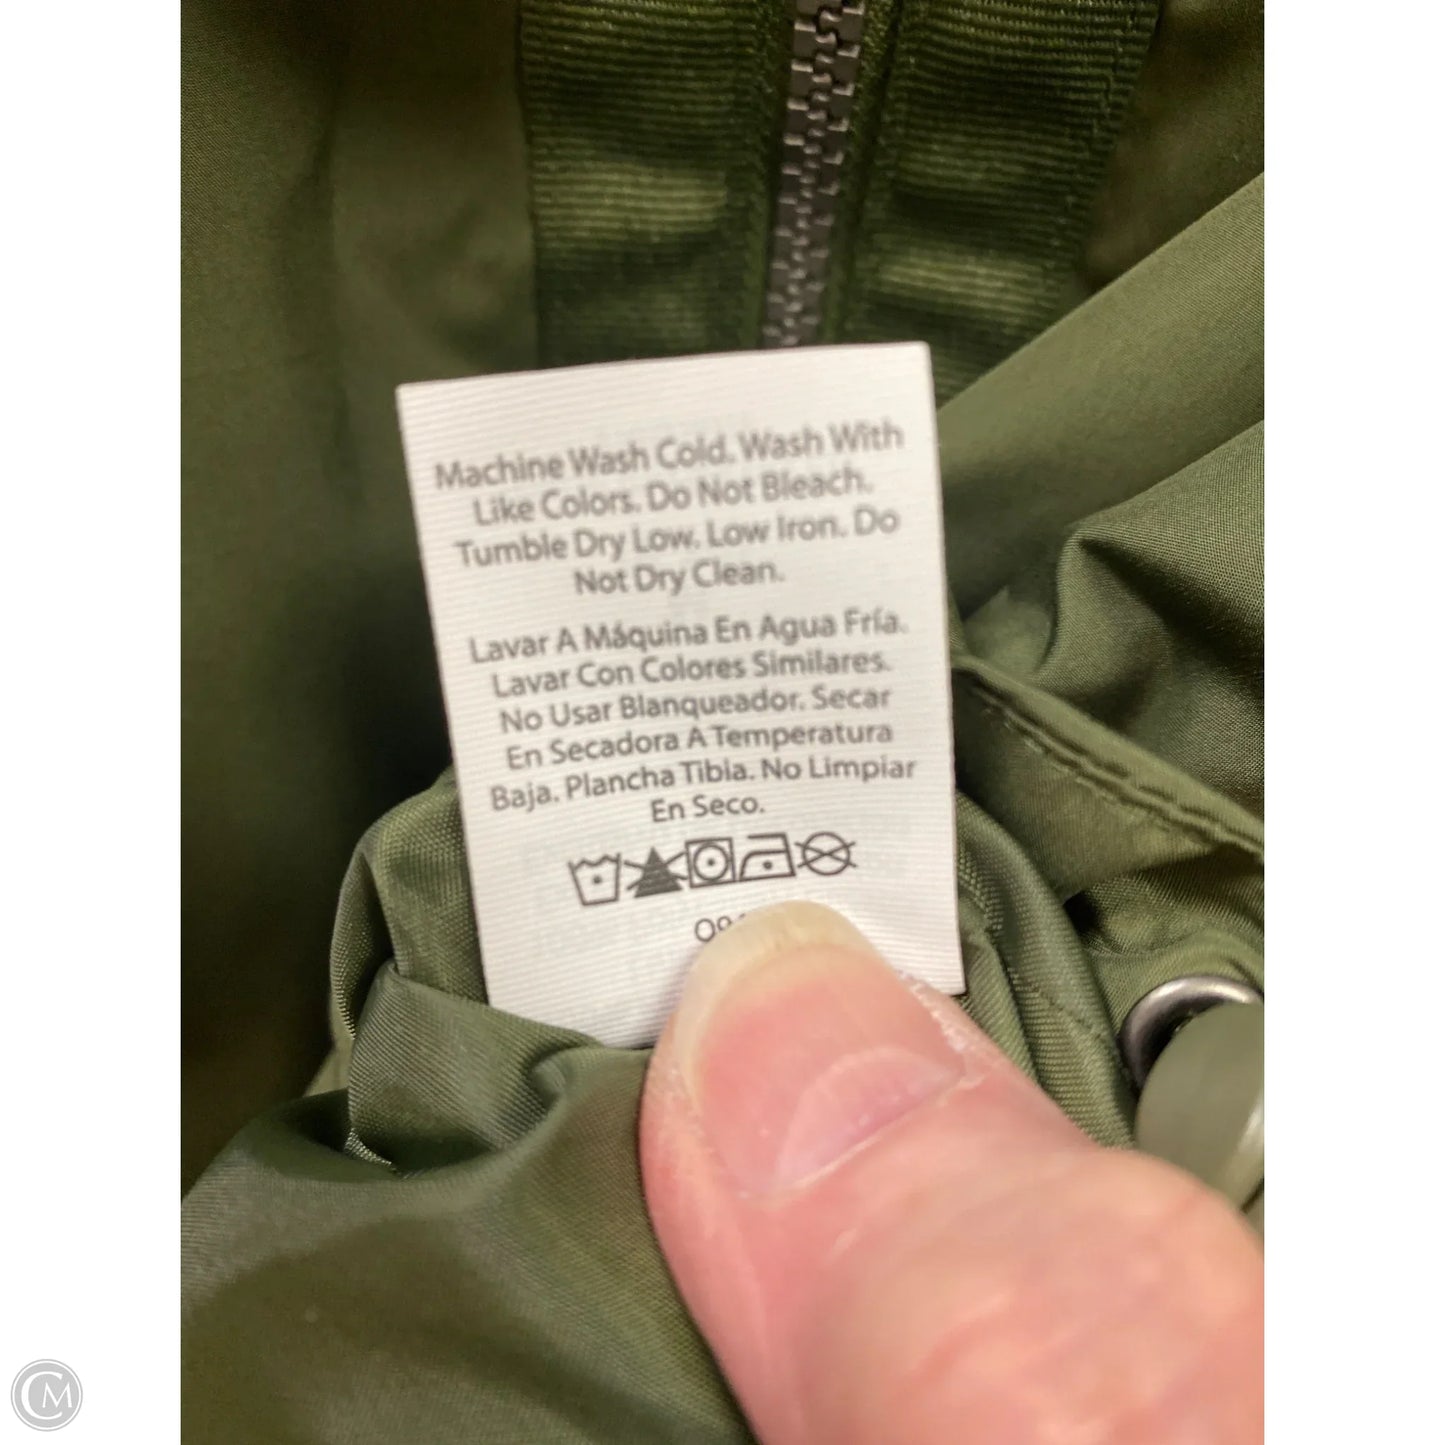 Machine Wash Cold. Wash With
Like Colors. Do Not Bleach.
Tumble Dry Low. Low Iron. Do
Not Dry Clean.
Lavar A Máquina En Agua Fría.
Lavar Con Colores Similares.
No Usar Blanqueador. Secar
En Secadora A Temperatura
Baja. Plancha Tibia. No Limpiar
En Seco.
CM